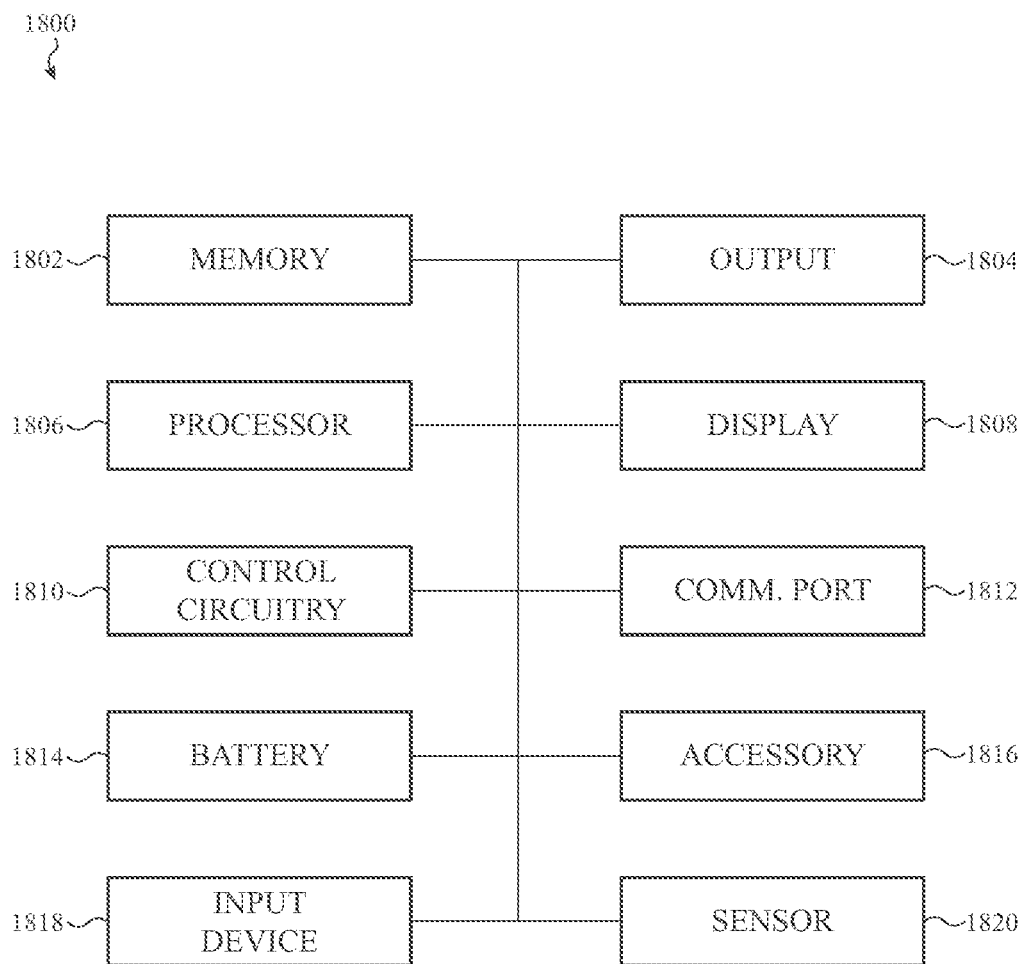 1800
1802 MEMORY OUTPUT 1804
1806 PROCESSOR DISPLAY 1808
1810 CONTROL CIRCUITRY COMM. PORT 1812
1814 BATTERY ACCESSORY 1816
1818 INPUT DEVICE SENSOR 1820